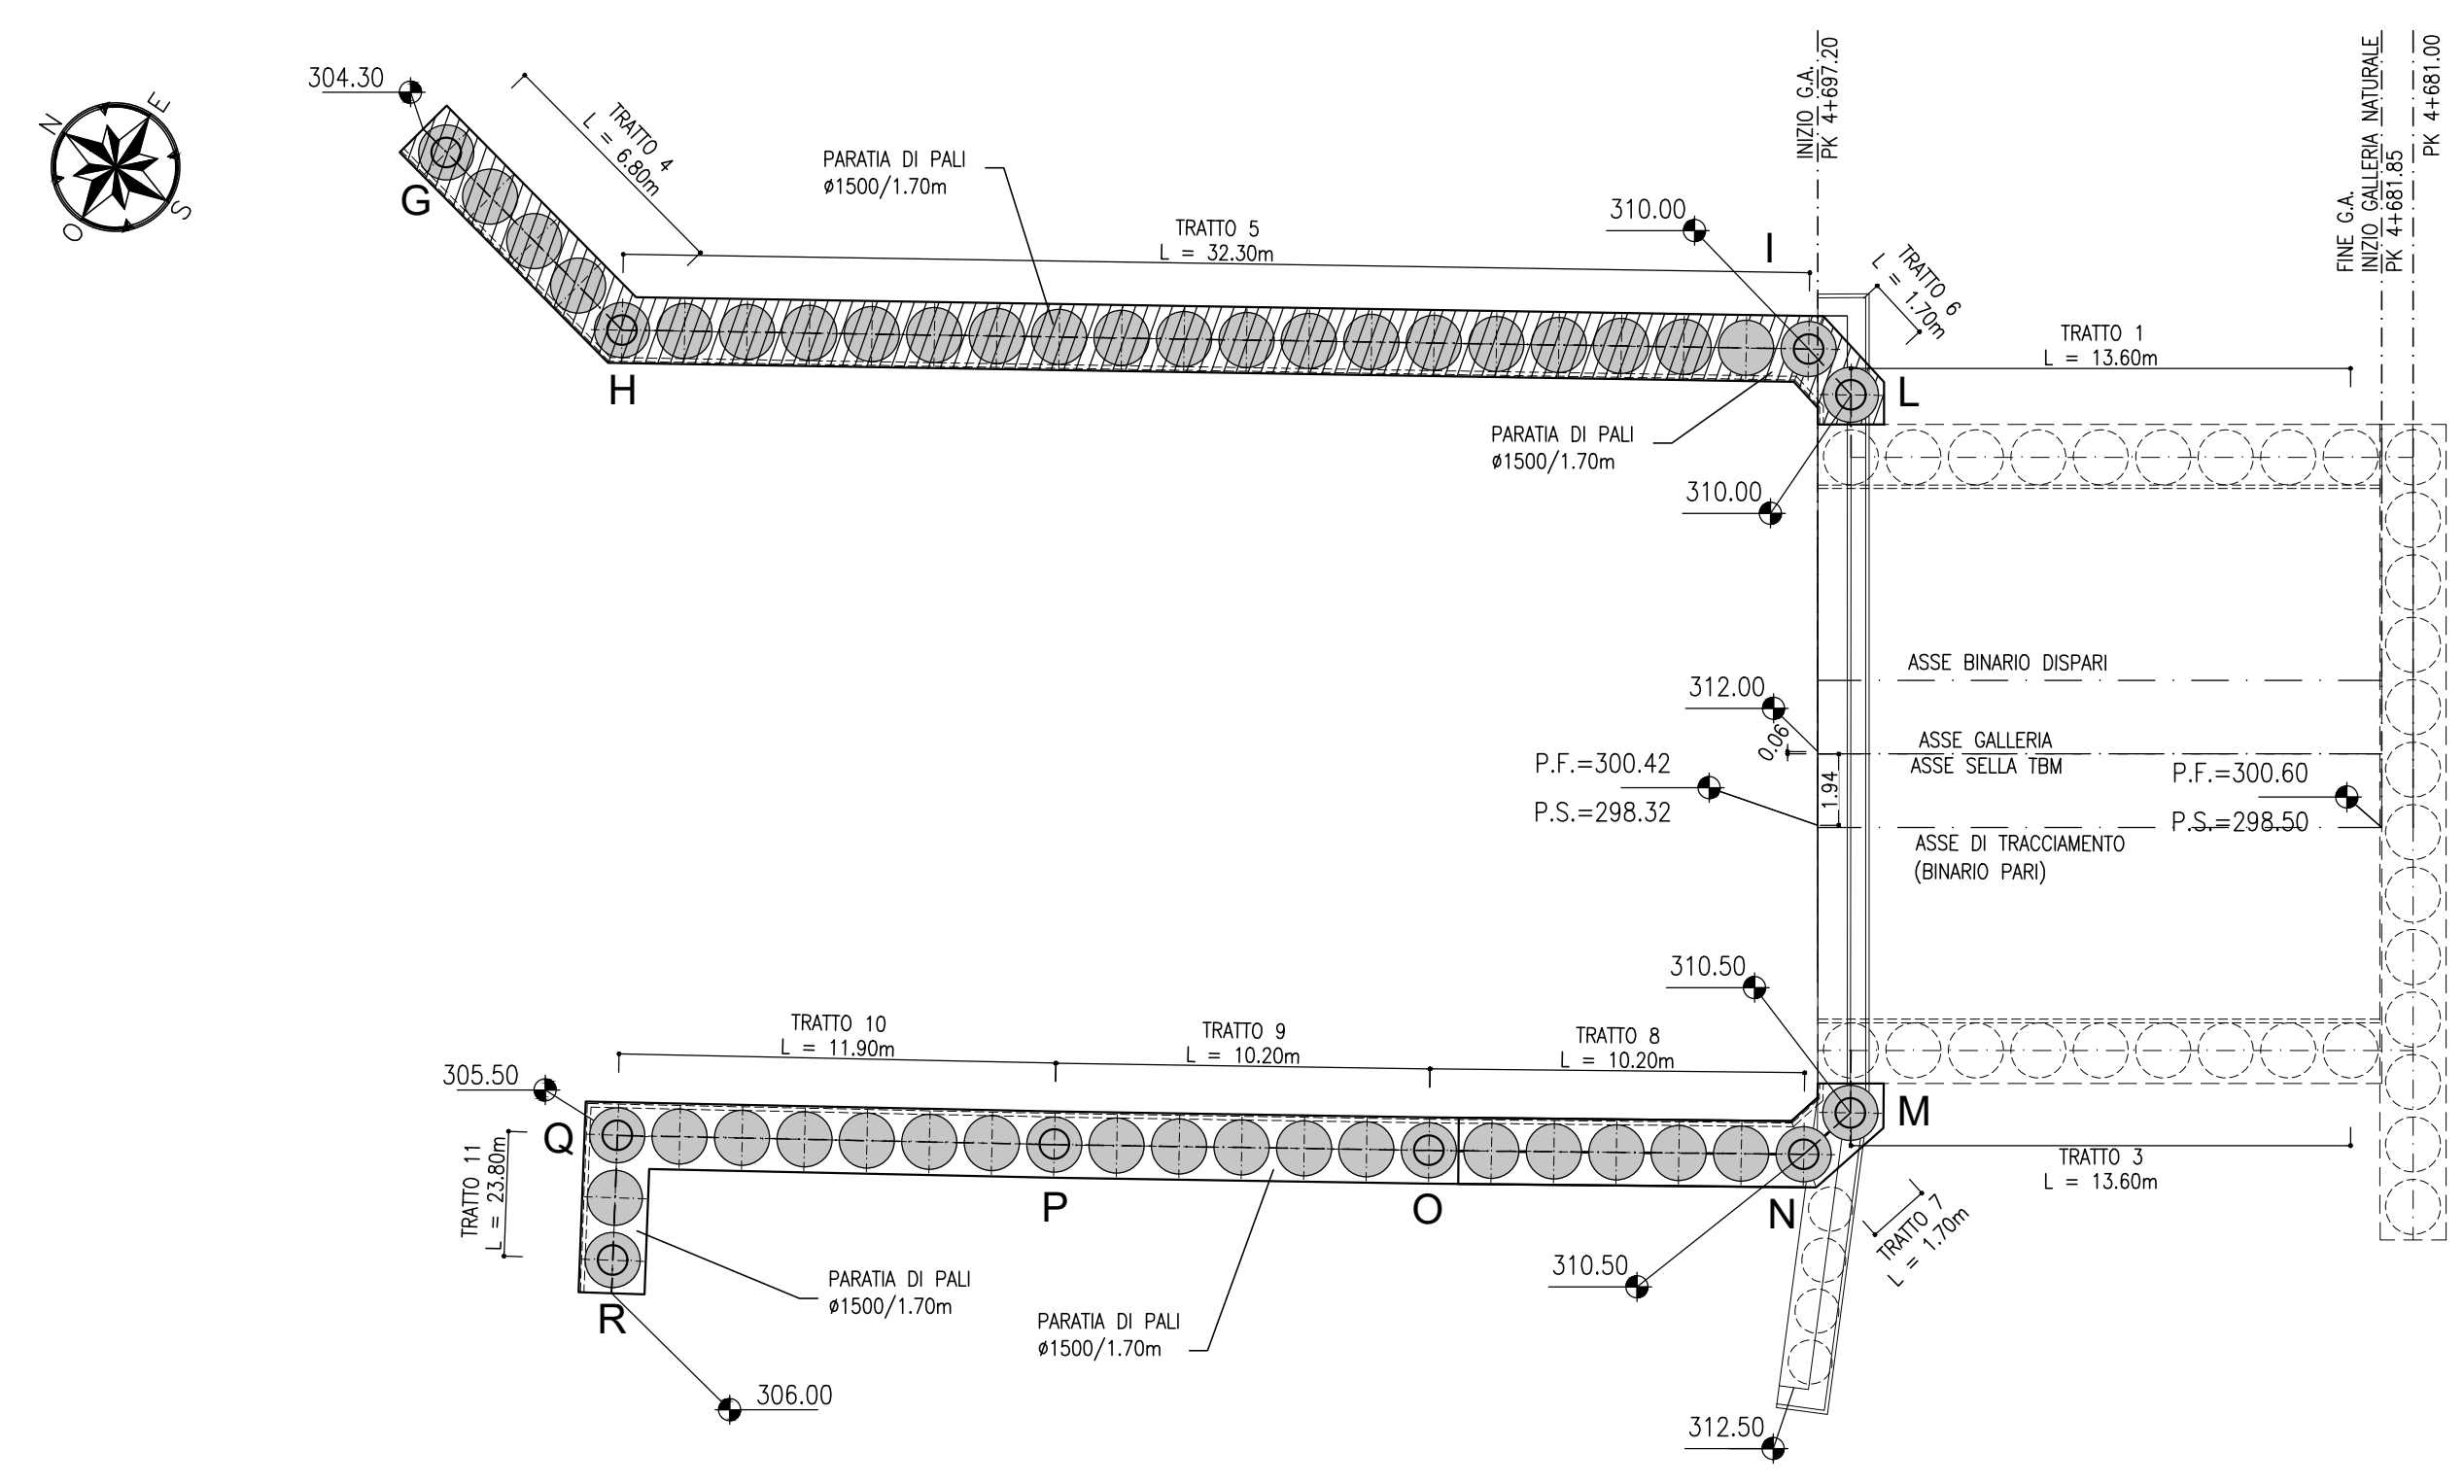 N
E
S
O
304.30
G
TRATTO 4
L = 6.80m
PARATIA DI PALI
ø1500/1.70m
TRATTO 5
L = 32.30m
310.00
I
INIZIO G.A.
PK 4+697.20
FINE G.A.
INIZIO GALLERIA NATURALE
PK 4+681.85
PK 4+681.00
TRATTO 6
L = 1.70m
TRATTO 1
L = 13.60m
H
L
PARATIA DI PALI
ø1500/1.70m
310.00
ASSE BINARIO DISPARI
312.00
0.06
ASSE GALLERIA
ASSE SELLA TBM
P.F.=300.42
P.S.=298.32
1.94
P.F.=300.60
P.S.=298.50
ASSE DI TRACCIAMENTO
(BINARIO PARI)
310.50
TRATTO 10
L = 11.90m
TRATTO 9
L = 10.20m
TRATTO 8
L = 10.20m
305.50
Q
M
TRATTO 11
L = 23.80m
P
O
N
TRATTO 3
L = 13.60m
TRATTO 7
L = 1.70m
310.50
PARATIA DI PALI
ø1500/1.70m
PARATIA DI PALI
ø1500/1.70m
R
306.00
312.50